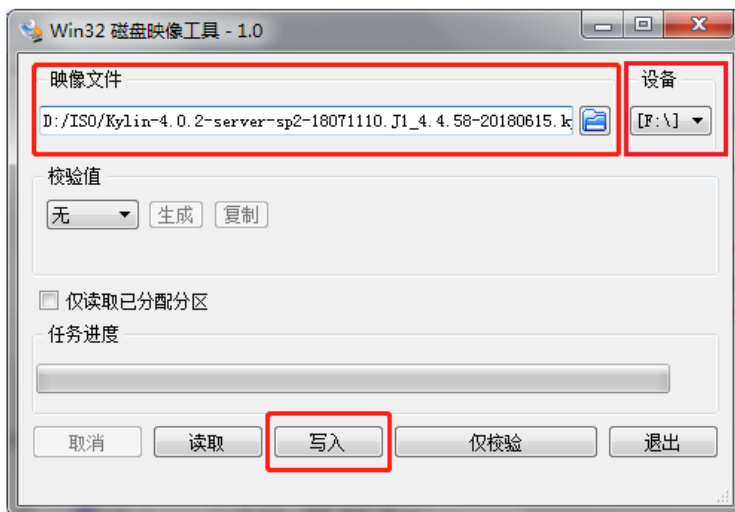 Win32 磁盘映像工具 - 1.0
映像文件
设备
D:/ISO/Kylin-4.0.2-server-sp2-18071110.J1_4.4.58-20180615.k
[F:\]
校验值
无
生成
复制
仅读取已分配分区
任务进度
取消
读取
写入
仅校验
退出